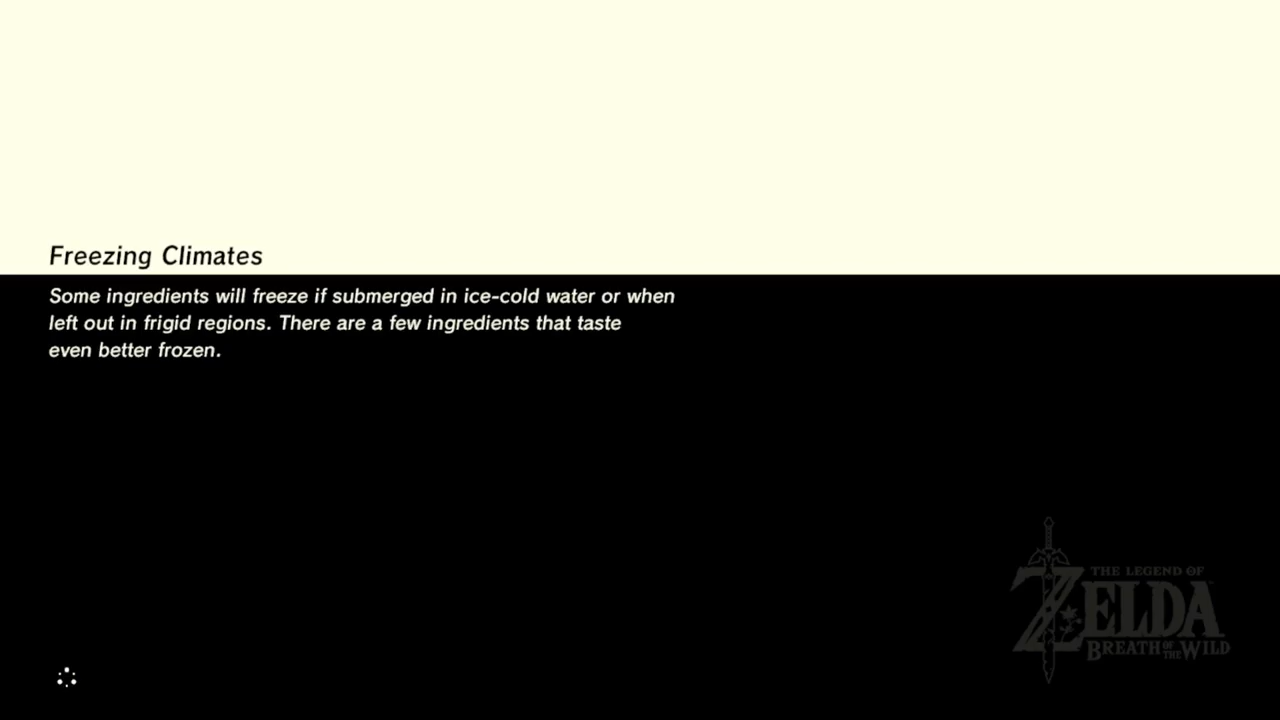 Freezing Climates
Some ingredients will freeze if submerged in ice-cold water or when
left out in frigid regions. There are a few ingredients that taste
even better frozen.
THE LEGEND OF
ZELDA
BREATH OF THE WILD